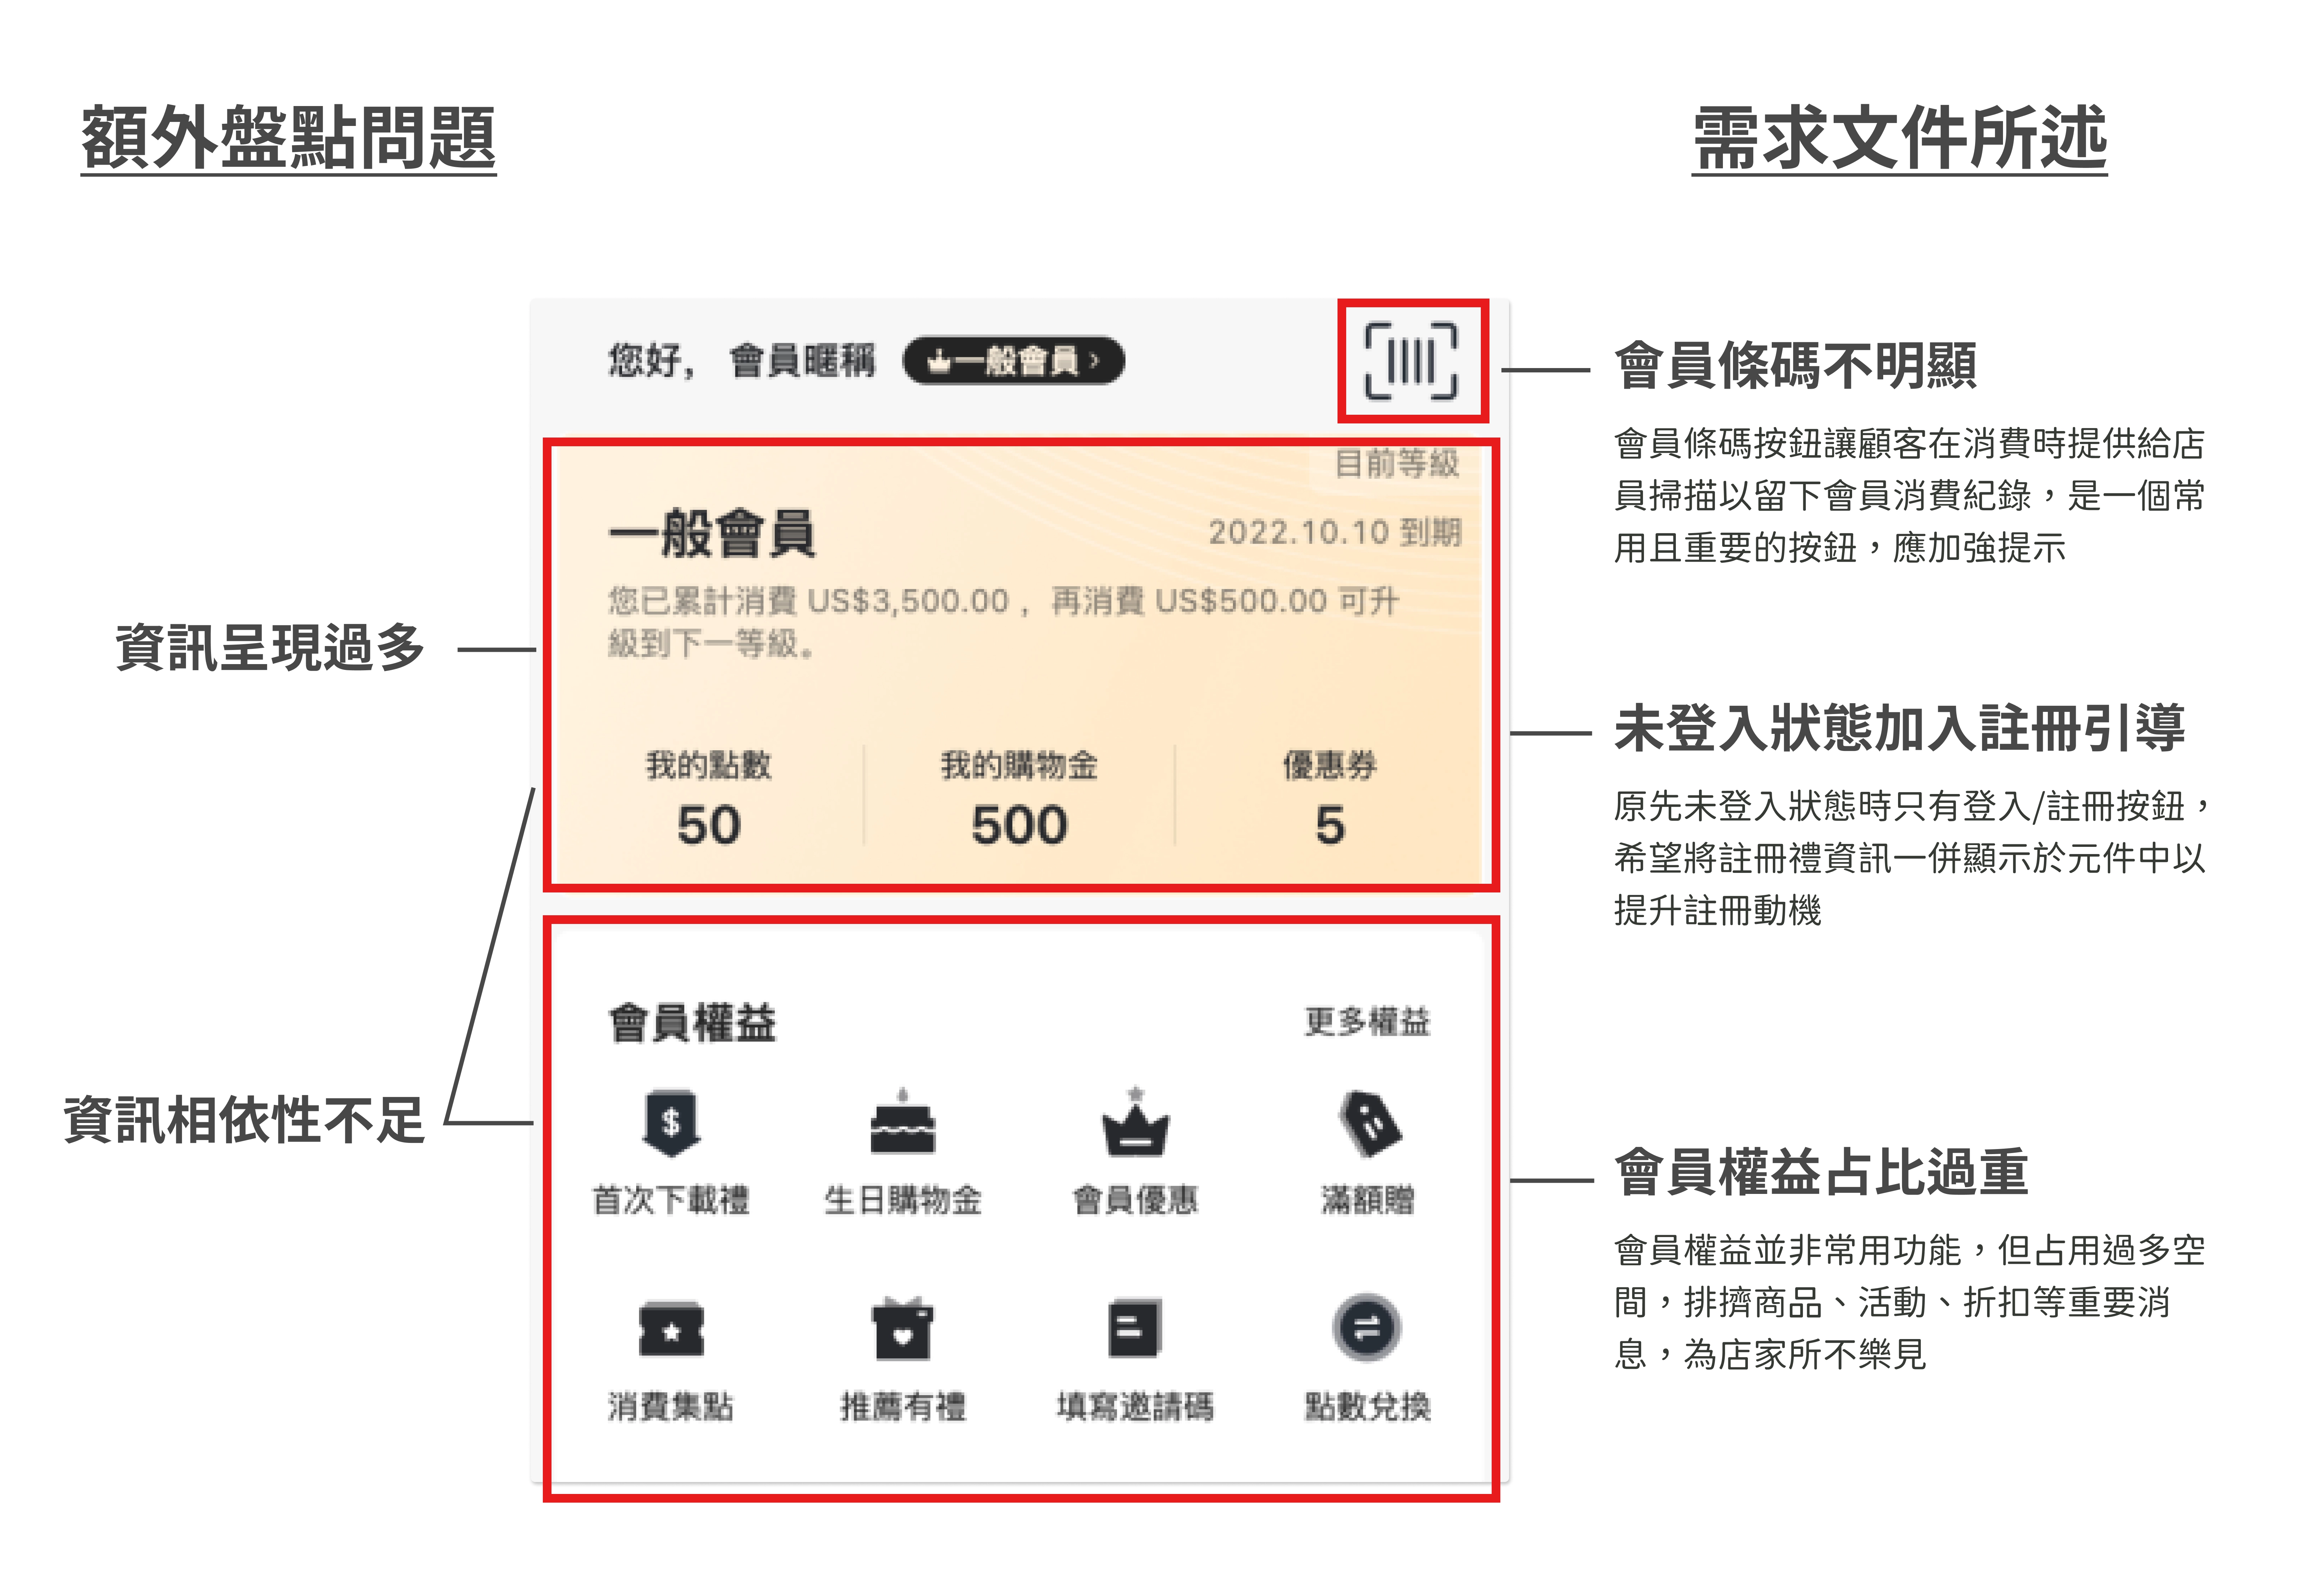 額外盤點問題
需求文件所述
您好， 會員暱稱
一般會員 ›
目前等級
一般會員
2022.10.10 到期
您已累計消費 US$3,500.00 ，再消費 US$500.00 可升
級到下一等級。
我的點數
我的購物金
優惠券
50
500
5
會員權益
更多權益
首次下載禮
生日購物金
會員優惠
滿額贈
消費集點
推薦有禮
填寫邀請碼
點數兌換
資訊呈現過多
資訊相依性不足
會員條碼不明顯
會員條碼按鈕讓顧客在消費時提供給店
員掃描以留下會員消費紀錄，是一個常
用且重要的按鈕，應加強提示
未登入狀態加入註冊引導
原先未登入狀態時只有登入/註冊按鈕，
希望將註冊禮資訊一併顯示於元件中以
提升註冊動機
會員權益占比過重
會員權益並非常用功能，但占用過多空
間，排擠商品、活動、折扣等重要消
息，為店家所不樂見